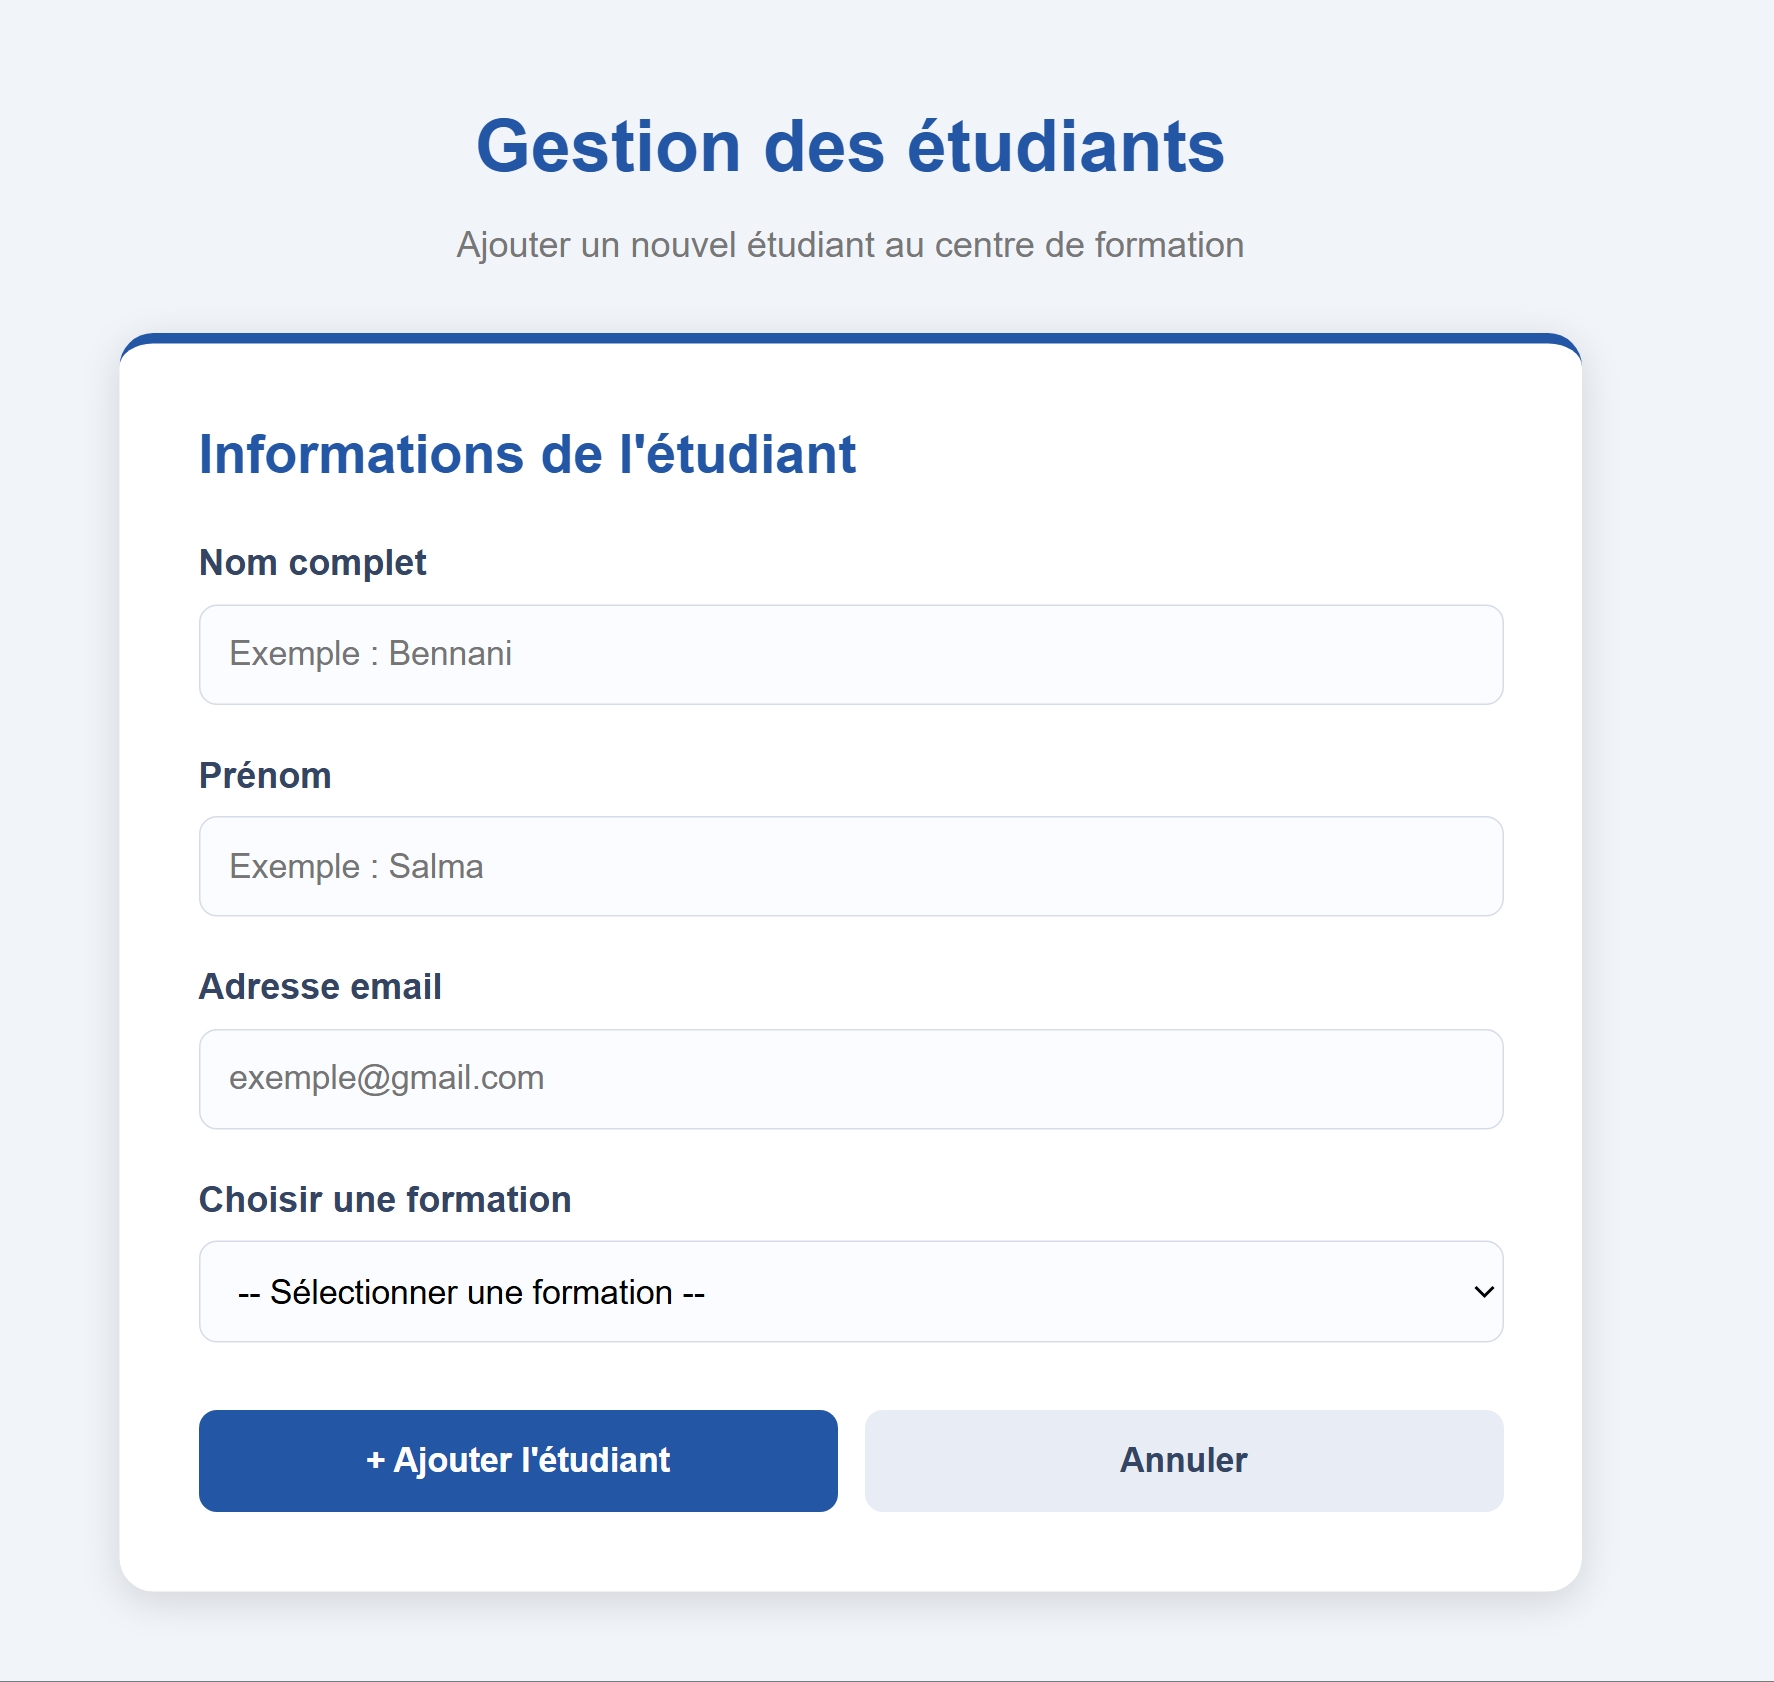 Gestion des étudiants
Ajouter un nouvel étudiant au centre de formation
Informations de l'étudiant
Nom complet
Exemple : Bennani
Prénom
Exemple : Salma
Adresse email
exemple@gmail.com
Choisir une formation
-- Sélectionner une formation --
+ Ajouter l'étudiant
Annuler